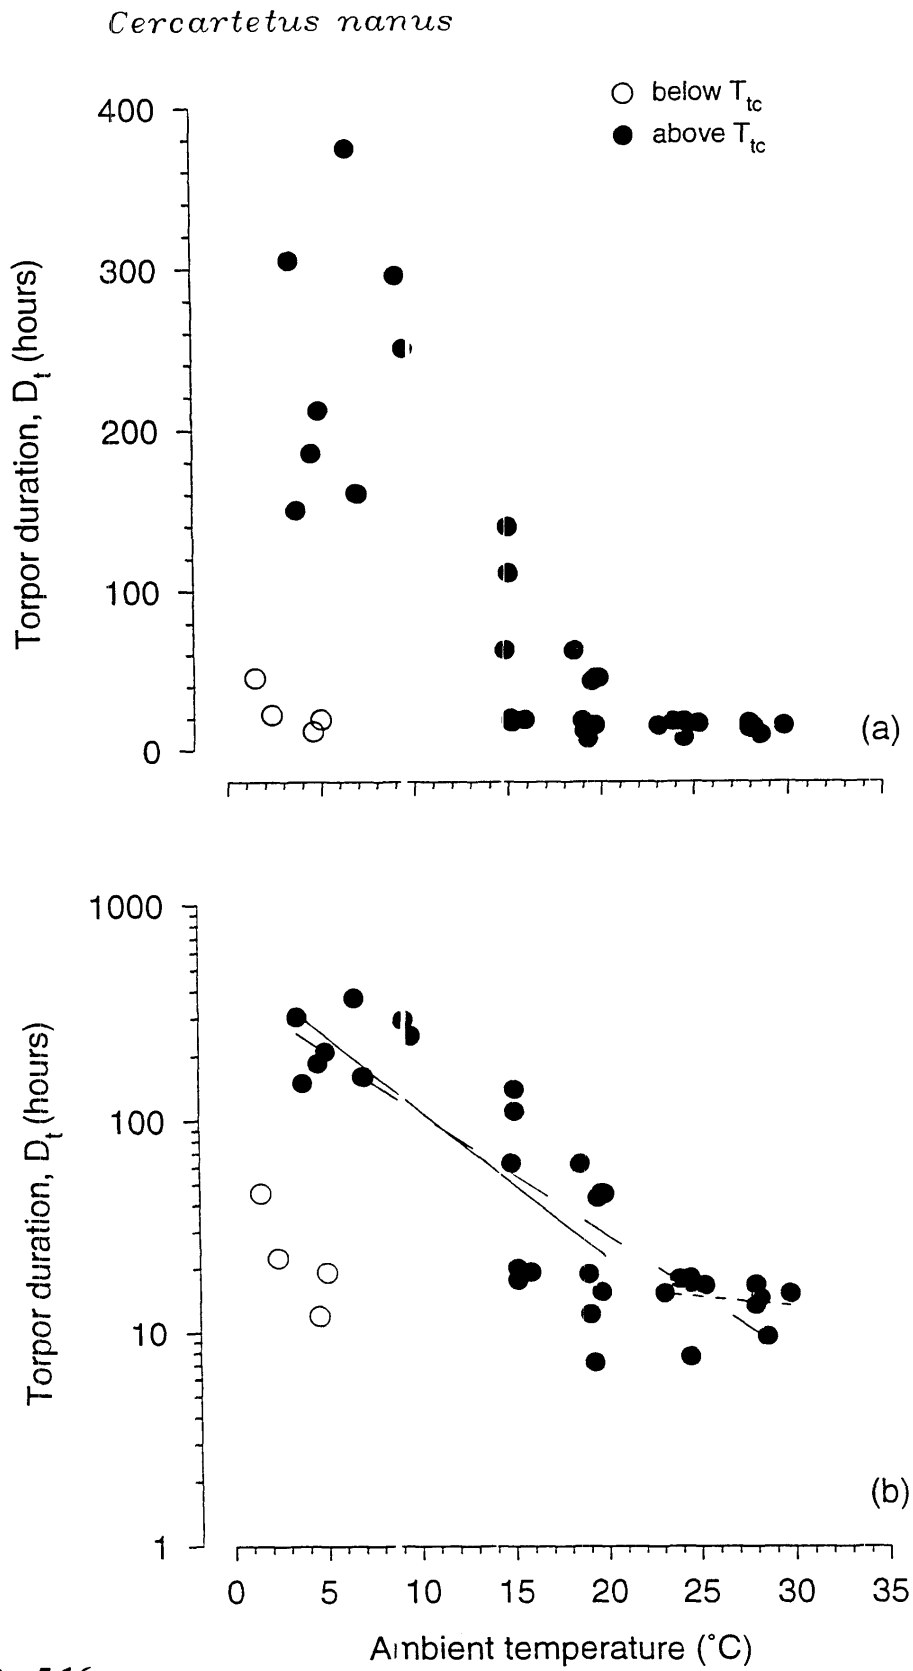 Cercartetus nanus
below Ttc
above Ttc
400
300
200
100
0
Torpor duration, Dt (hours)
(a)
1000
100
10
1
Torpor duration, Dt (hours)
(b)
0 5 10 15 20 25 30 35
Ambient temperature (°C)